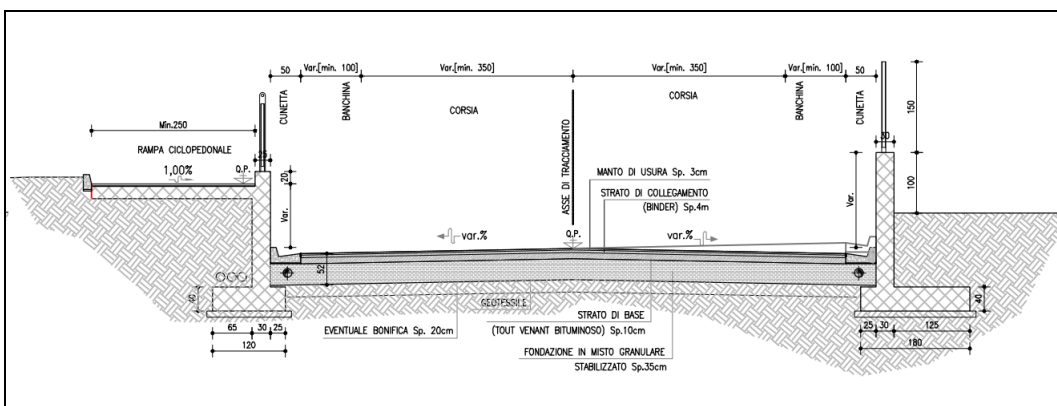 50
Var.[min. 100]
Var.[min. 350]
Var.[min. 350]
Var.[min. 100]
50
CUNETTA
BANCHINA
CORSIA
ASSE DI TRACCIAMENTO
CORSIA
BANCHINA
CUNETTA
150
30
100
Min.250
RAMPA CICLOPEDONALE
1,00%
Q.P.
20
Var.
MANTO DI USURA Sp. 3cm
STRATO DI COLLEGAMENTO
(BINDER) Sp.4m
Var.
var.%
Q.P.
var.%
52
40
GEOTESSILE
40
STRATO DI BASE
EVENTUALE BONIFICA Sp. 20cm
(TOUT VENANT BITUMINOSO) Sp.10cm
FONDAZIONE IN MISTO GRANULARE
STABILIZZATO Sp.35cm
65
30
25
120
25
30
125
180